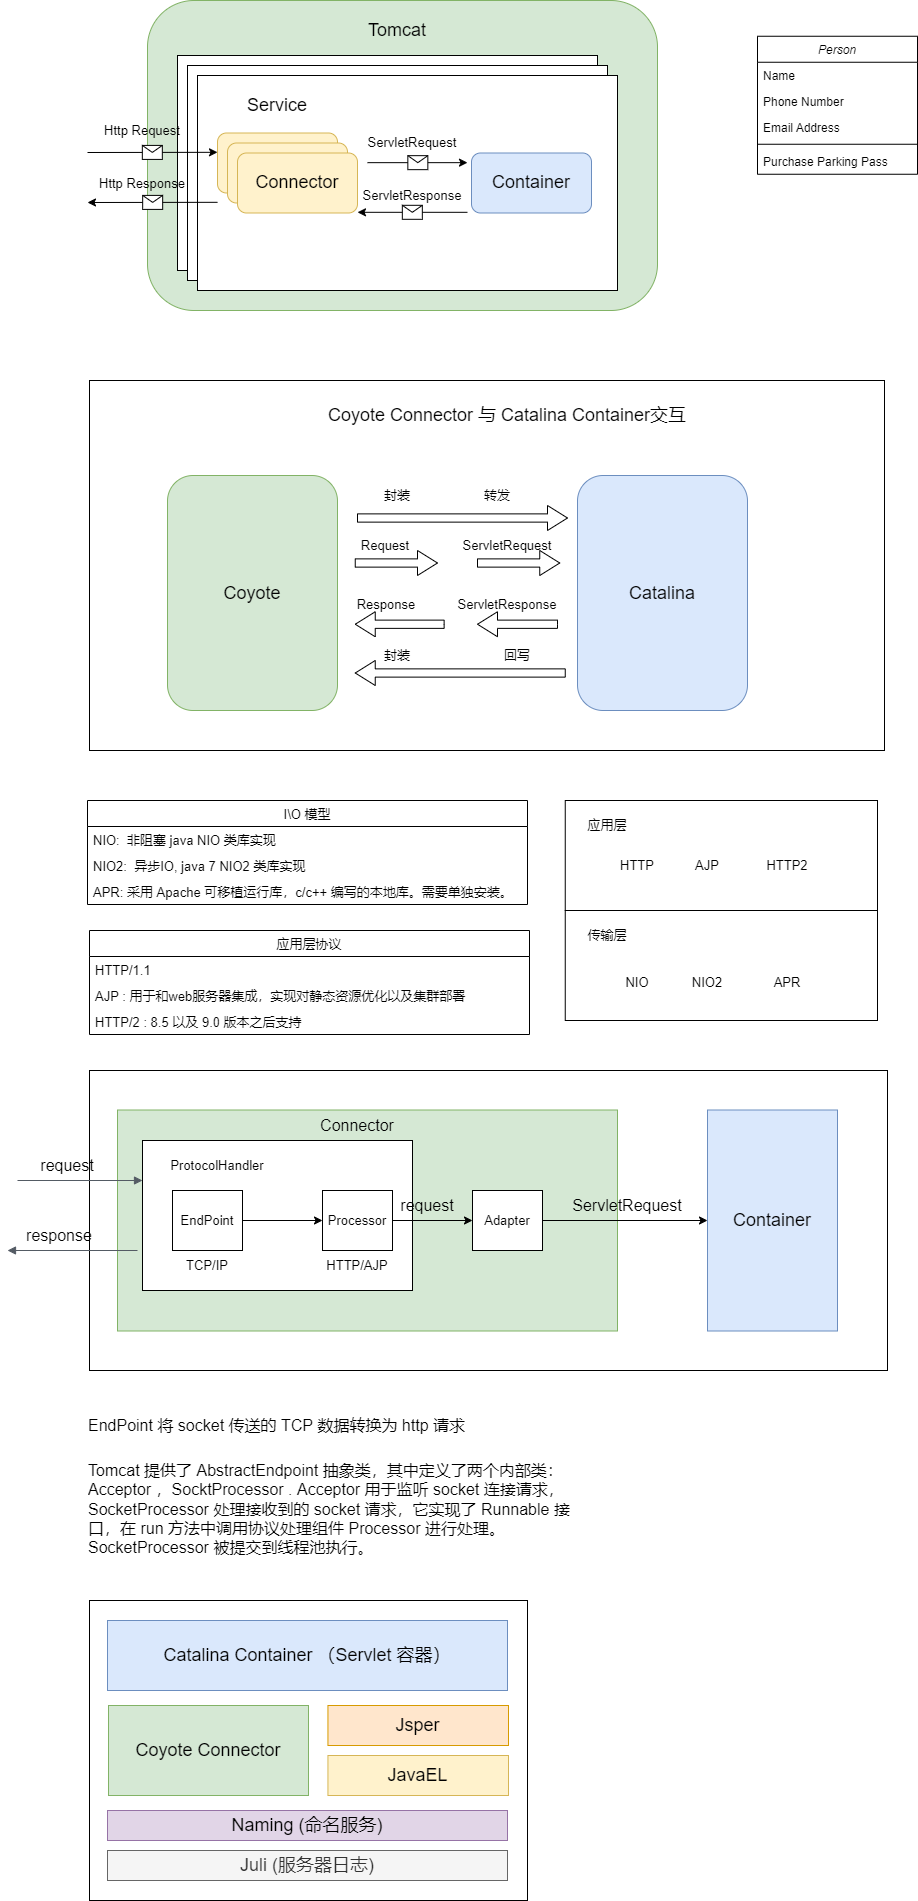 Tomcat
Person
Name
Phone Number
Email Address
Purchase Parking Pass
Service
Http Request
ServletRequest
Connector
Container
Http Response
ServletResponse
Coyote Connector 与 Catalina Container交互
封装
转发
Request
ServletRequest
Coyote
Catalina
Response
ServletResponse
封装
回写
I\O 模型
NIO: 非阻塞 java NIO 类库实现
NIO2: 异步IO, java 7 NIO2 类库实现
APR: 采用 Apache 可移植运行库，c/c++ 编写的本地库。需要单独安装。
应用层
HTTP
AJP
HTTP2
传输层
NIO
NIO2
APR
应用层协议
HTTP/1.1
AJP : 用于和web服务器集成，实现对静态资源优化以及集群部署
HTTP/2 : 8.5 以及 9.0 版本之后支持
Connector
request
ProtocolHandler
EndPoint
Processor
request
Adapter
ServletRequest
Container
response
TCP/IP
HTTP/AJP
EndPoint 将 socket 传送的 TCP 数据转换为 http 请求
Tomcat 提供了 AbstractEndpoint 抽象类，其中定义了两个内部类：
Acceptor ，SocktProcessor . Acceptor 用于监听 socket 连接请求，
SocketProcessor 处理接收到的 socket 请求，它实现了 Runnable 接
口，在 run 方法中调用协议处理组件 Processor 进行处理。
SocketProcessor 被提交到线程池执行。
Catalina Container （Servlet 容器）
Coyote Connector
Jsper
JavaEL
Naming (命名服务)
Juli (服务器日志)